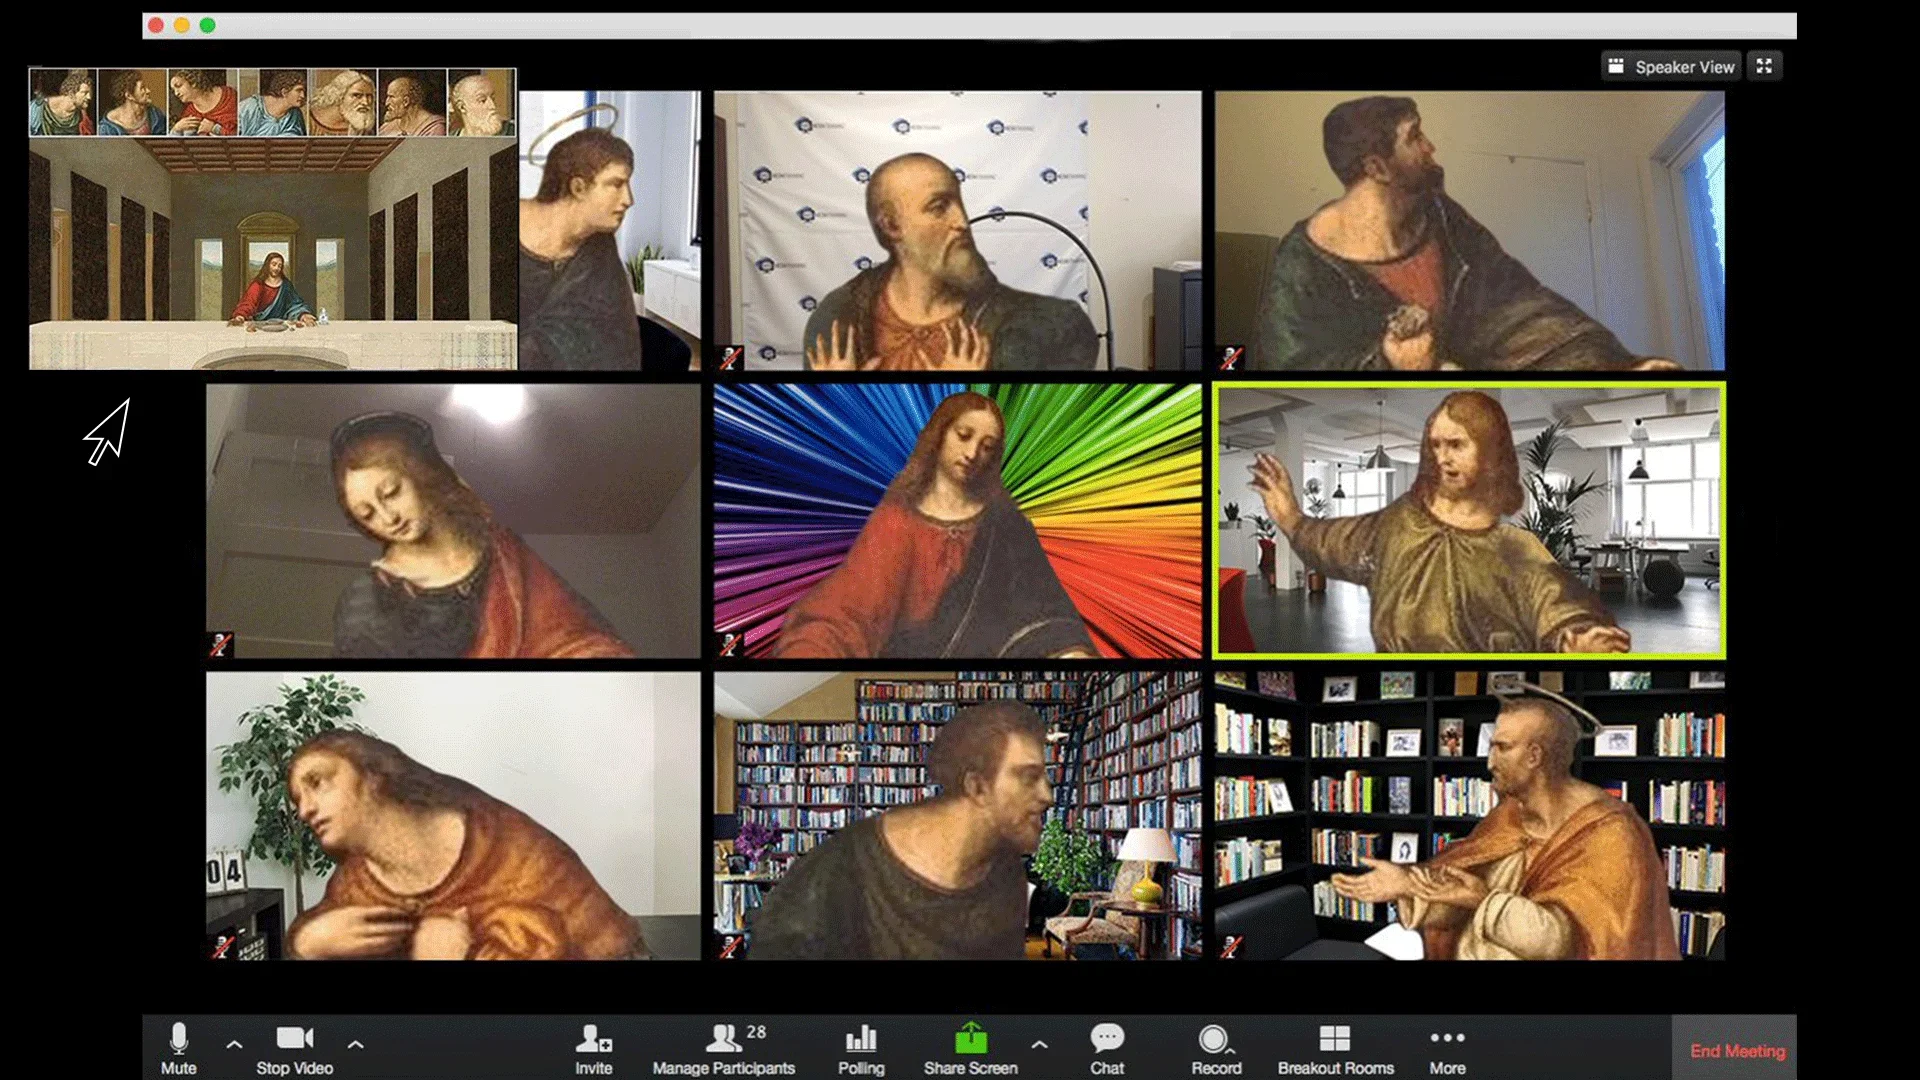 Speaker View
04
Mute
Stop Video
Invite
28
Manage Participants
Polling
Share Screen
Chat
Record
Breakout Rooms
More
End Meeting